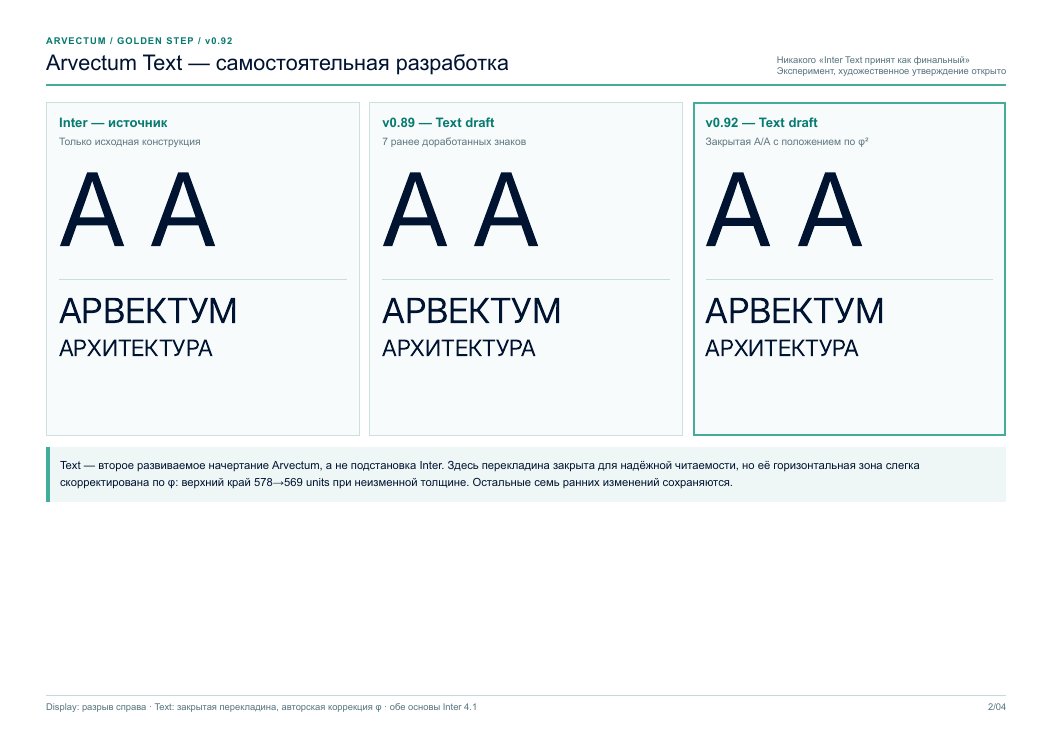 ARVECTUM / GOLDEN STEP / v0.92
Arvectum Text — самостоятельная разработка
Никакого «Inter Text принят как финальный»
Эксперимент, художественное утверждение открыто
Inter — источник
Только исходная конструкция
A А
АРВЕКТУМ
АРХИТЕКТУРА
v0.89 — Text draft
7 ранее доработанных знаков
A А
АРВЕКТУМ
АРХИТЕКТУРА
v0.92 — Text draft
Закрытая A/А с положением по φ²
A А
АРВЕКТУМ
АРХИТЕКТУРА
Text — второе развиваемое начертание Arvectum, а не подстановка Inter. Здесь перекладина закрыта для надёжной читаемости, но её горизонтальная зона слегка
скорректирована по φ: верхний край 578→569 units при неизменной толщине. Остальные семь ранних изменений сохраняются.
Display: разрыв справа · Text: закрытая перекладина, авторская коррекция φ · обе основы Inter 4.1
2/04